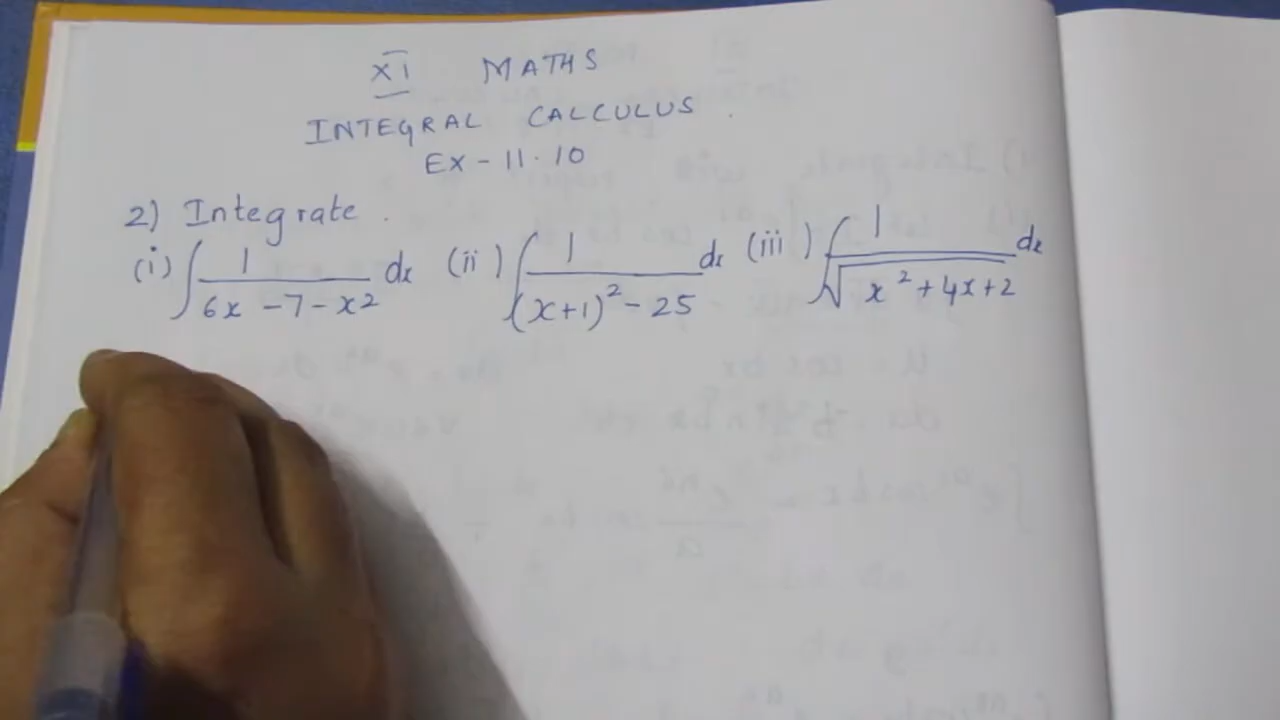 XI MATHS
INTEGRAL CALCULUS.
EX - 11.10
2) Integrate.
(i) ∫ 1/(6x - 7 - x2) dx (ii) ∫ 1/((x+1)² - 25) dx (iii) ∫ 1/√(x² + 4x + 2) dx